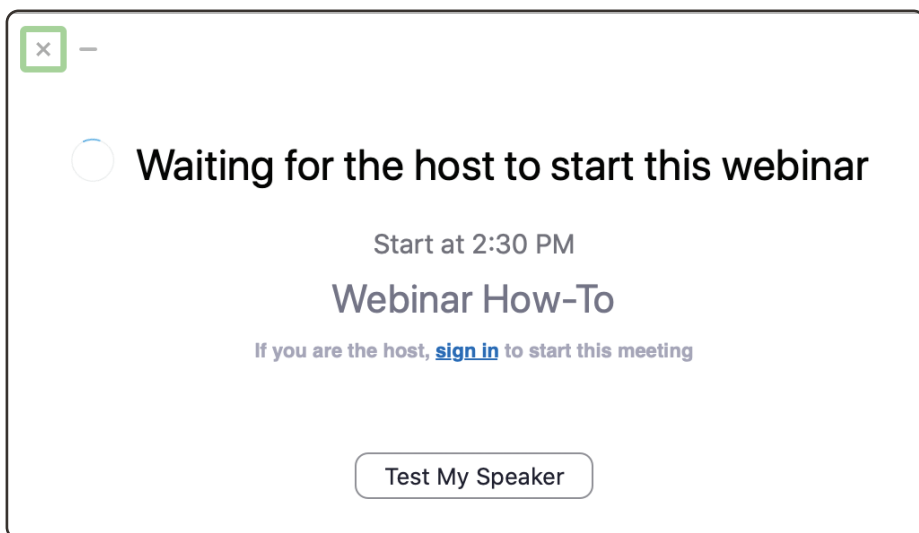 Waiting for the host to start this webinar
Start at 2:30 PM
Webinar How-To
If you are the host, sign in to start this meeting
Test My Speaker